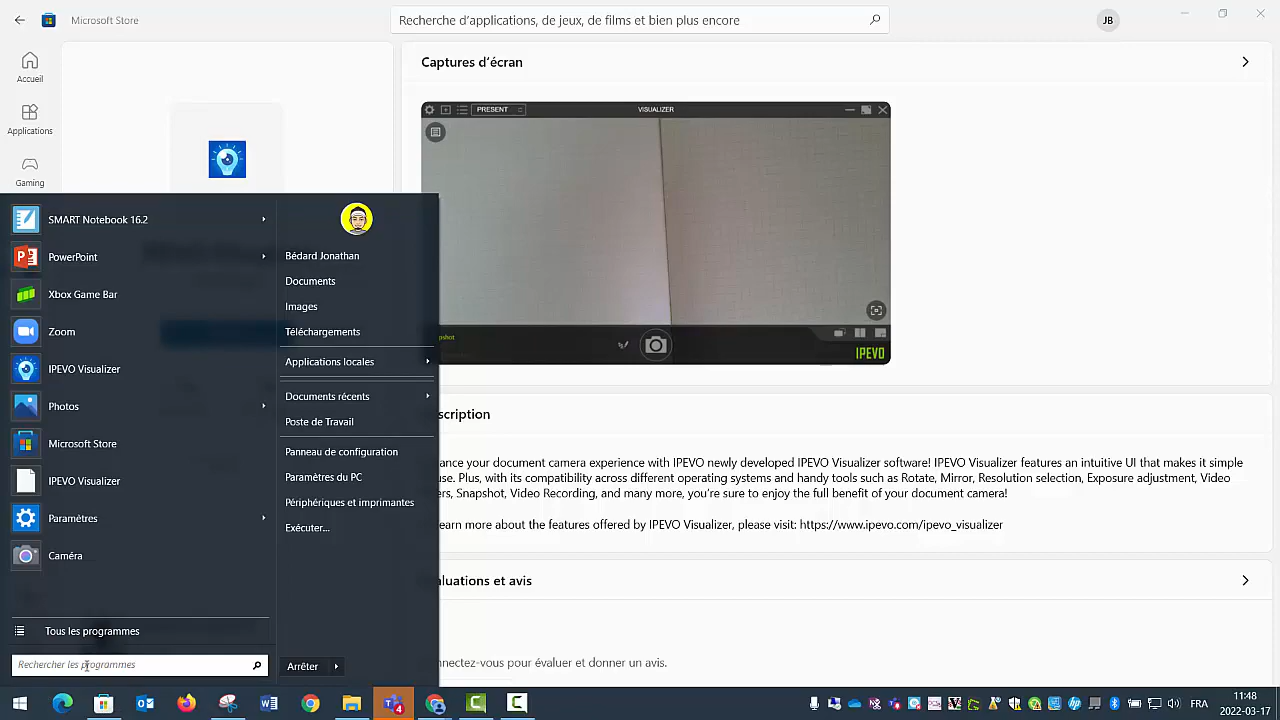 Microsoft Store
Recherche d'applications, de jeux, de films et bien plus encore
JB
Accueil
Applications
Gaming
Captures d'écran
PRESENT
VISUALIZER
IPEVO
SMART Notebook 16.2
PowerPoint
Xbox Game Bar
Zoom
IPEVO Visualizer
Photos
Microsoft Store
IPEVO Visualizer
Paramètres
Caméra
Tous les programmes
Rechercher les programmes
Bédard Jonathan
Documents
Images
Téléchargements
Applications locales
Documents récents
Poste de Travail
Panneau de configuration
Paramètres du PC
Périphériques et imprimantes
Exécuter...
Arrêter
scription
ance your document camera experience with IPEVO newly developed IPEVO Visualizer software! IPEVO Visualizer features an intuitive UI that makes it simple
use. Plus, with its compatibility across different operating systems and handy tools such as Rotate, Mirror, Resolution selection, Exposure adjustment, Video
ers, Snapshot, Video Recording, and many more, you're sure to enjoy the full benefit of your document camera!
earn more about the features offered by IPEVO Visualizer, please visit: https://www.ipevo.com/ipevo_visualizer
aluations et avis
nnectez-vous pour évaluer et donner un avis.
4
FRA
11:48
2022-03-17